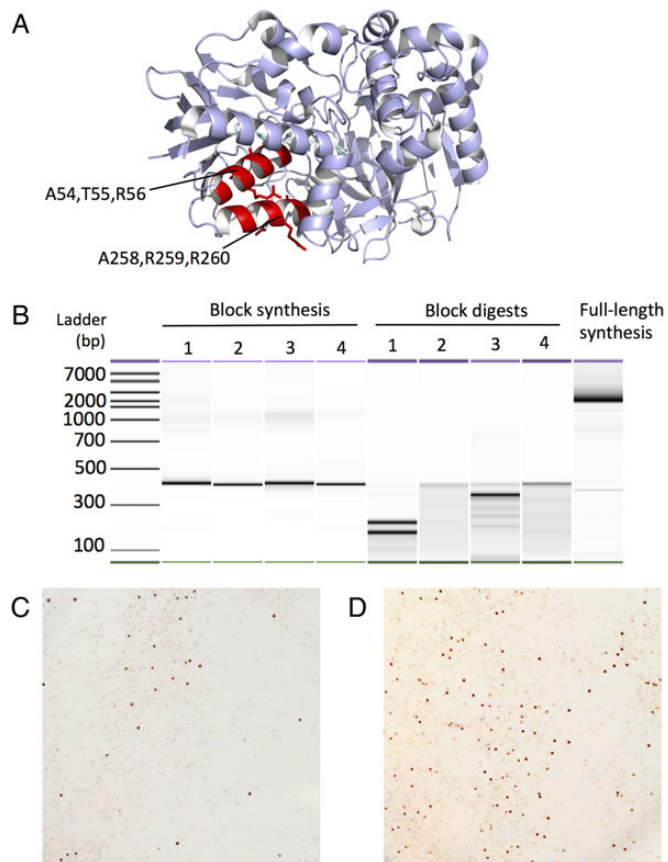 A
A54,T55,R56
A258,R259,R260
B
Ladder
(bp)
Block synthesis
Block digests
Full-length
synthesis
1 2 3 4 1 2 3 4
7000
2000
1000
700
500
300
100
C
D